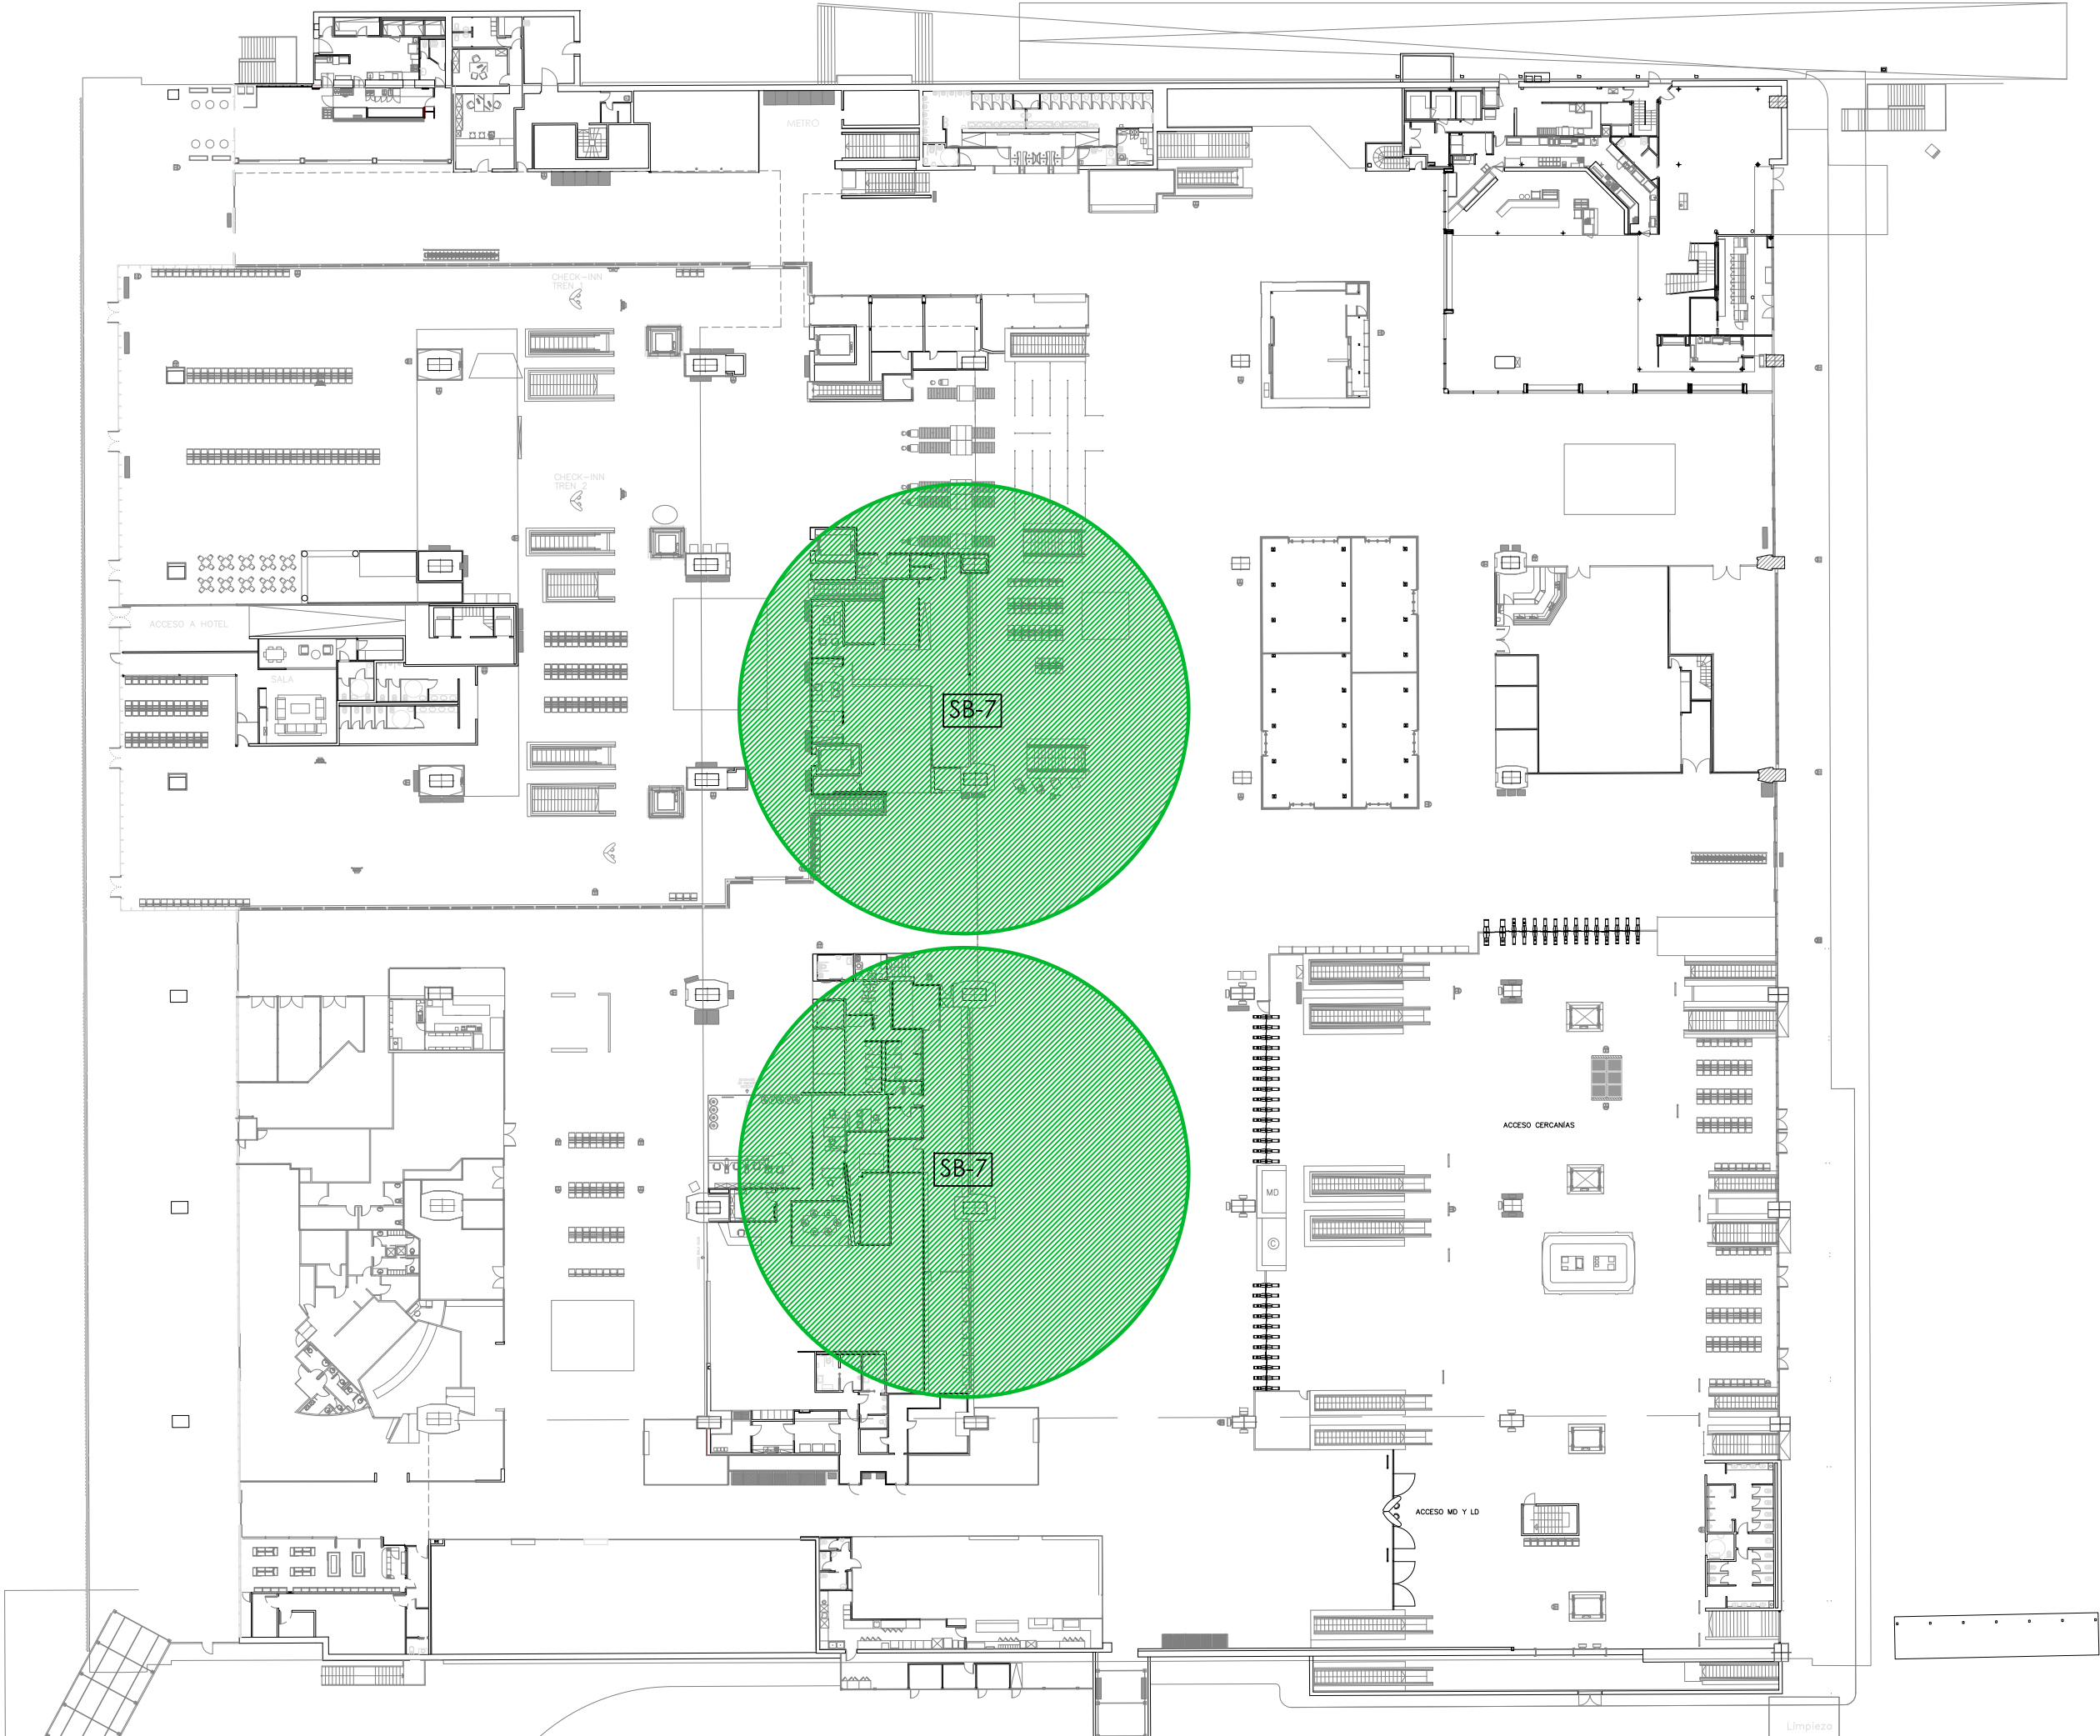 METRO
CHECK-INN
TREN 1
CHECK-INN
TREN 2
ACCESO A HOTEL
SALA
SB-7
ACCESO CERCANÍAS
SB-7
MD
C
ACCESO MD Y LD
Limpieza